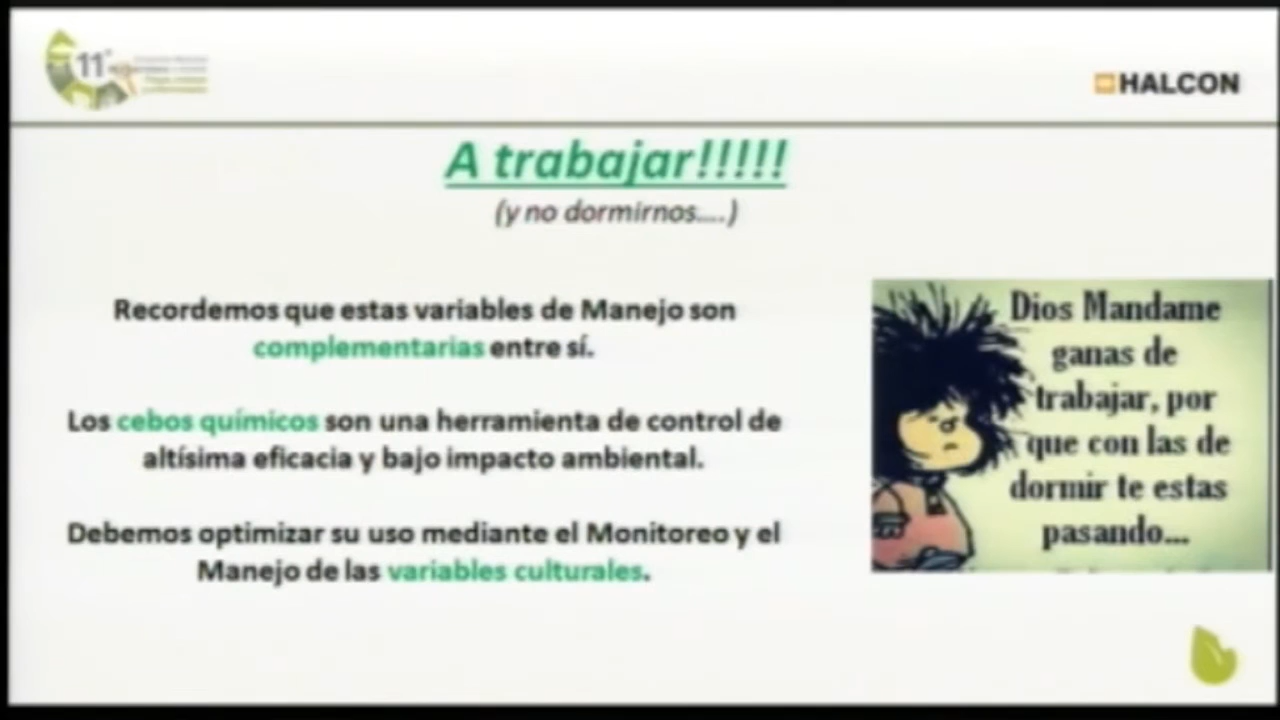 11°
HALCON
A trabajar!!!!!
(y no dormirnos....)
Recordemos que estas variables de Manejo son
complementarias entre sí.
Los cebos químicos son una herramienta de control de
altísima eficacia y bajo impacto ambiental.
Debemos optimizar su uso mediante el Monitoreo y el
Manejo de las variables culturales.
Dios Mandame
ganas de
trabajar, por
que con las de
dormir te estas
pasando...